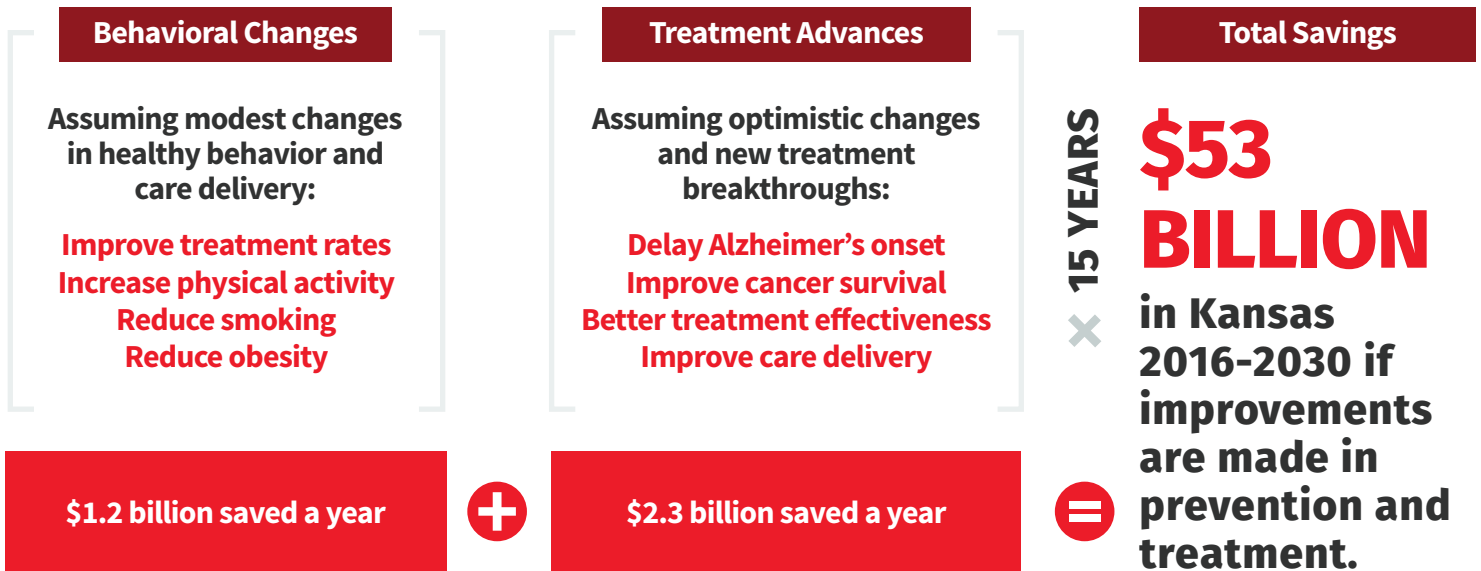 Behavioral Changes
Assuming modest changes
in healthy behavior and
care delivery:
Improve treatment rates
Increase physical activity
Reduce smoking
Reduce obesity
$1.2 billion saved a year
+
Treatment Advances
Assuming optimistic changes
and new treatment
breakthroughs:
Delay Alzheimer’s onset
Improve cancer survival
Better treatment effectiveness
Improve care delivery
$2.3 billion saved a year
× 15 YEARS
=
Total Savings
$53
BILLION
in Kansas
2016-2030 if
improvements
are made in
prevention and
treatment.